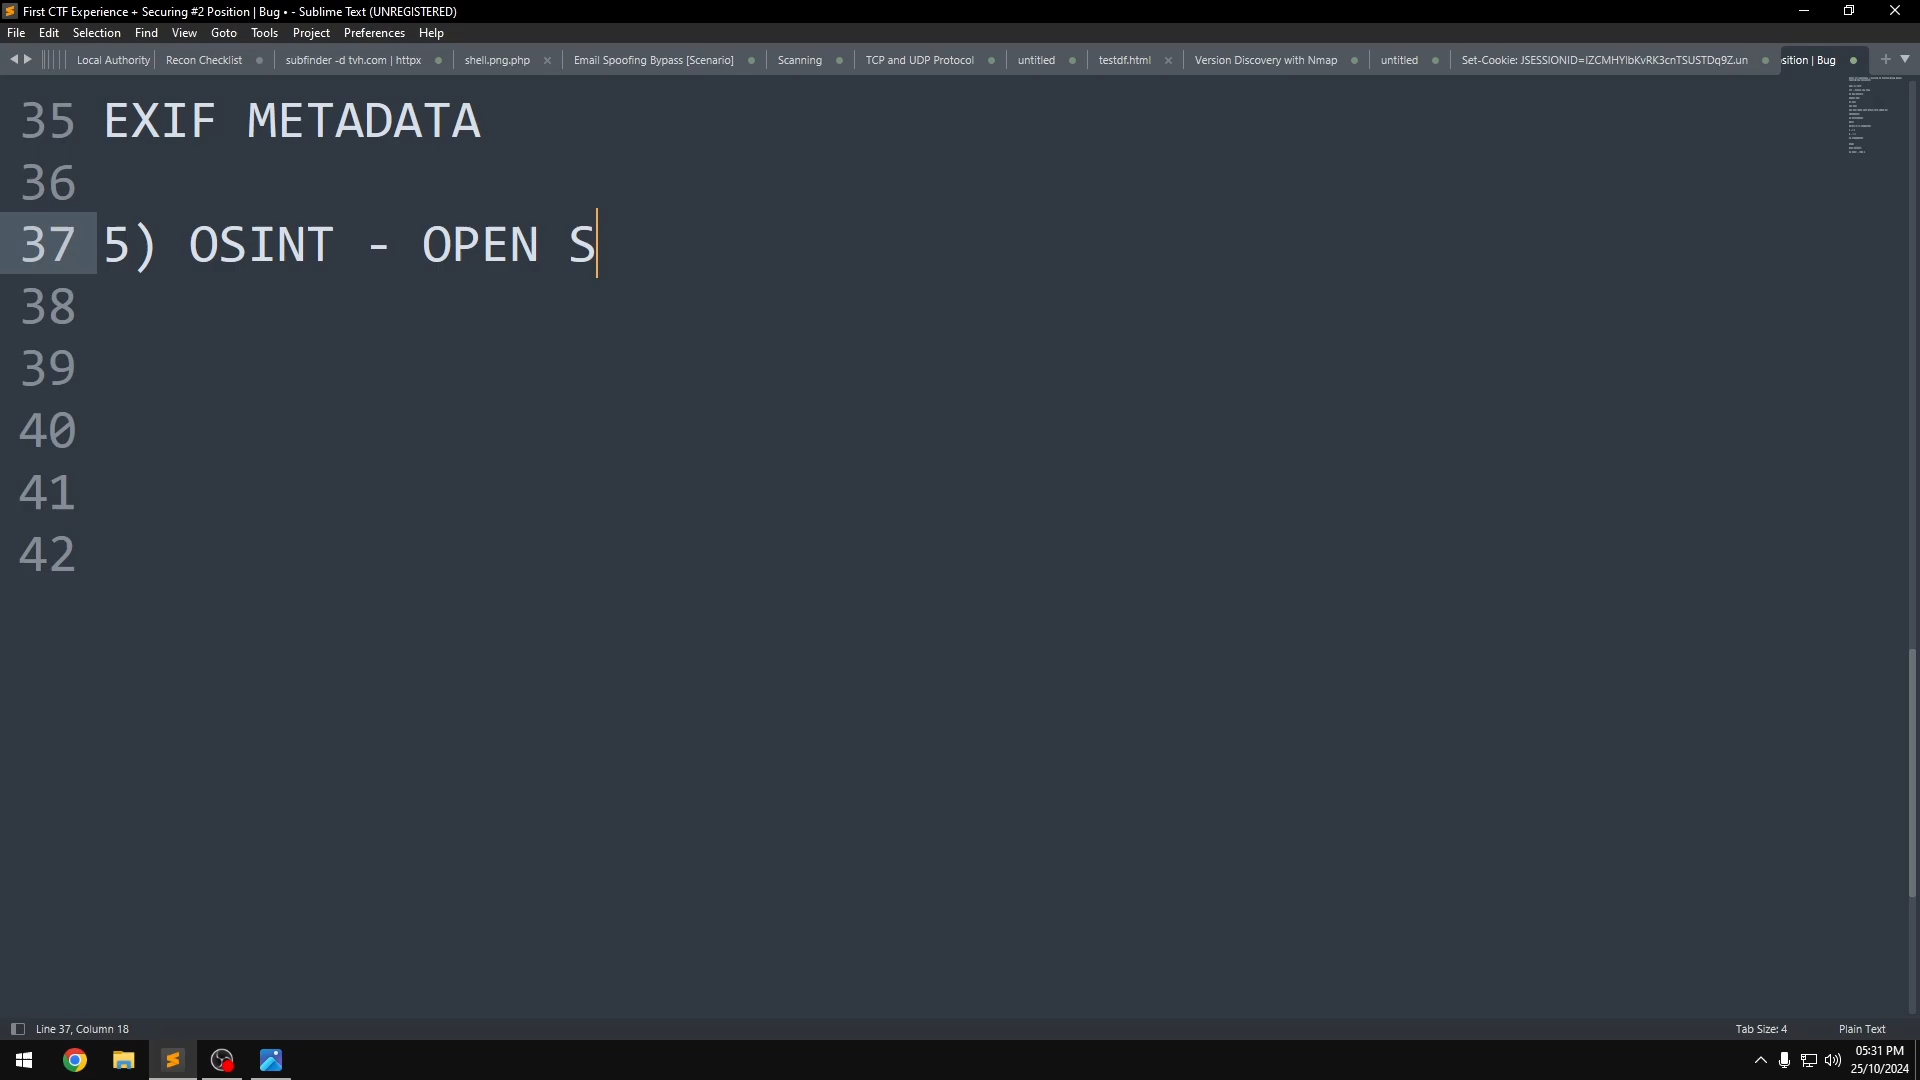 First CTF Experience + Securing #2 Position | Bug • - Sublime Text (UNREGISTERED)
File Edit Selection Find View Goto Tools Project Preferences Help
Local Authority Recon Checklist subfinder -d tvh.com | httpx shell.png.php Email Spoofing Bypass [Scenario] Scanning TCP and UDP Protocol untitled testdf.html Version Discovery with Nmap untitled Set-Cookie: JSESSIONID=IZCMHYlbKvRK3cnTSUSTDq9Z.un sition | Bug
35 EXIF METADATA
36
37 5) OSINT - OPEN S
38
39
40
41
42
Line 37, Column 18 Tab Size: 4 Plain Text
05:31 PM
25/10/2024